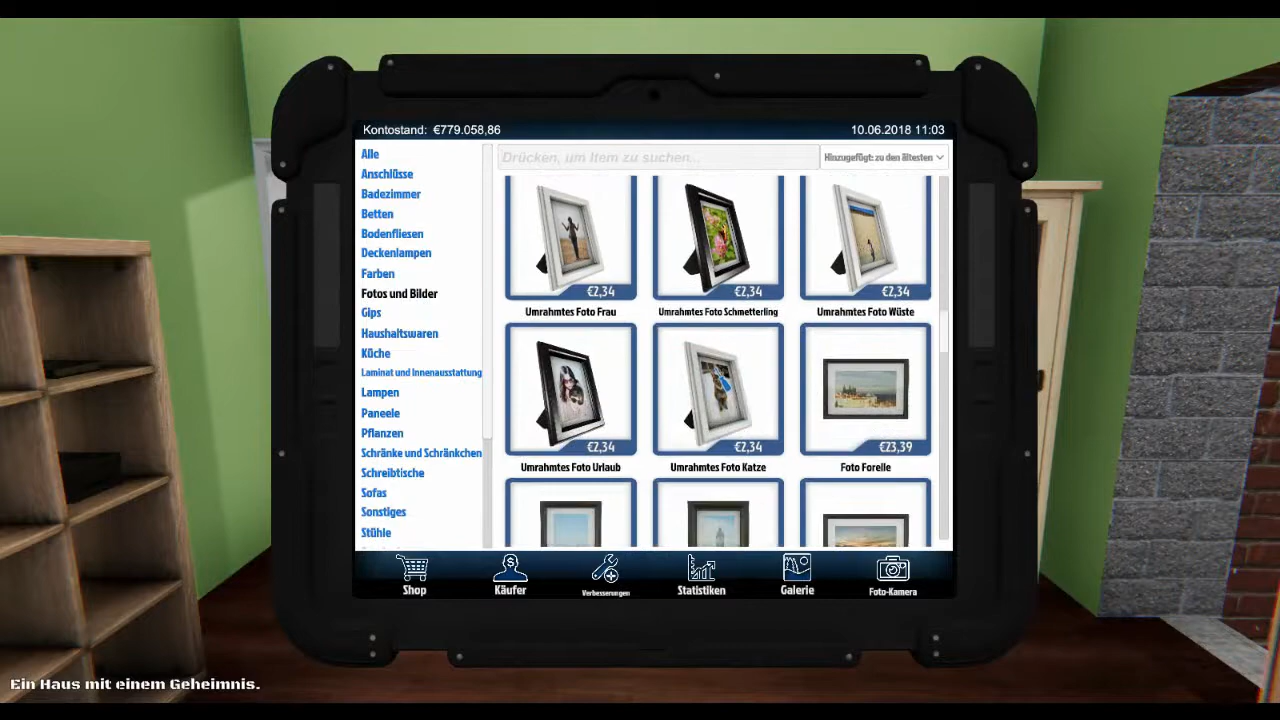 Kontostand: €779.058,86
10.06.2018 11:03
Alle
Anschlüsse
Badezimmer
Betten
Bodenfliesen
Deckenlampen
Farben
Fotos und Bilder
Gips
Haushaltswaren
Küche
Laminat und Innenausstattung
Lampen
Paneele
Pflanzen
Schränke und Schränkchen
Schreibtische
Sofas
Sonstiges
Stühle
Drücken, um Item zu suchen...
Hinzugefügt: zu den ältesten
€2,34
€2,34
€2,34
Umrahmtes Foto Frau
Umrahmtes Foto Schmetterling
Umrahmtes Foto Wüste
€2,34
€2,34
€23,39
Umrahmtes Foto Urlaub
Umrahmtes Foto Katze
Foto Forelle
Shop
Käufer
Verbesserungen
Statistiken
Galerie
Foto-Kamera
Ein Haus mit einem Geheimnis.